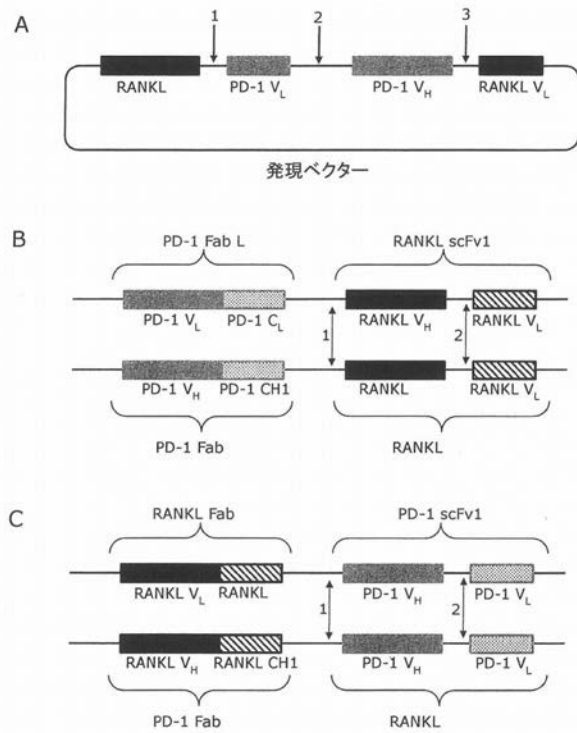 A
1 2 3
RANKL PD-1 VL PD-1 VH RANKL VL
発現ベクター
B
PD-1 Fab L RANKL scFv1
PD-1 VL PD-1 CL 1 RANKL VH 2 RANKL VL
PD-1 VH PD-1 CH1 RANKL RANKL VL
PD-1 Fab RANKL
C
RANKL Fab PD-1 scFv1
RANKL VL RANKL 1 PD-1 VH 2 PD-1 VL
RANKL VH RANKL CH1 PD-1 VH PD-1 VL
PD-1 Fab RANKL